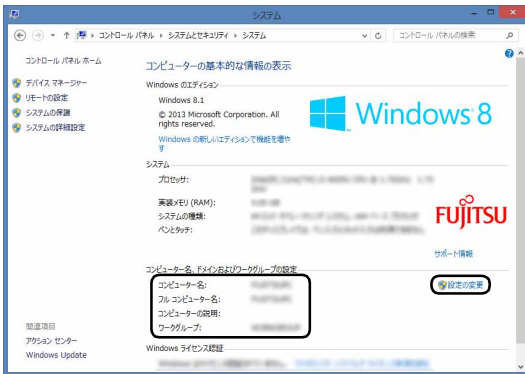 システム
コントロール パネル ▸ システムとセキュリティ ▸ システム
コントロール パネルの検索
コントロール パネル ホーム
デバイス マネージャー
リモートの設定
システムの保護
システムの詳細設定
コンピューターの基本的な情報の表示
Windows のエディション
Windows 8.1
© 2013 Microsoft Corporation. All
rights reserved.
Windows の新しいエディションで機能を増や
す
Windows 8
システム
プロセッサ:
実装メモリ (RAM):
システムの種類:
ペンとタッチ:
FUJITSU
サポート情報
コンピューター名、ドメインおよびワークグループの設定
コンピューター名:
フル コンピューター名:
コンピューターの説明:
ワークグループ:
設定の変更
Windows ライセンス認証
関連項目
アクション センター
Windows Update